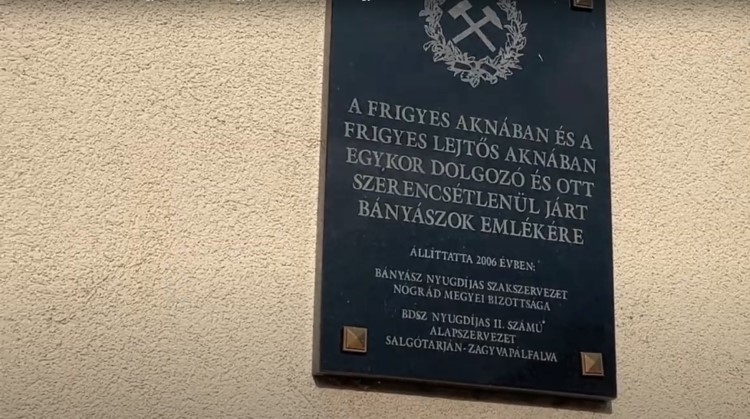 A FRIGYES AKNÁBAN ÉS A
FRIGYES LEJTŐS AKNÁBAN
EGYKOR DOLGOZÓ ÉS OTT
SZERENCSÉTLENÜL JÁRT
BÁNYÁSZOK EMLÉKÉRE
ÁLLÍTTATTA 2006 ÉVBEN:
BÁNYÁSZ NYUGDÍJAS SZAKSZERVEZET
NOGRÁD MEGYEI BIZOTTSÁGA
BDSZ NYUGDÍJAS II. SZÁMÚ
ALAPSZERVEZET
SALGÓTARJÁN-ZAGYVAPÁLFALVA